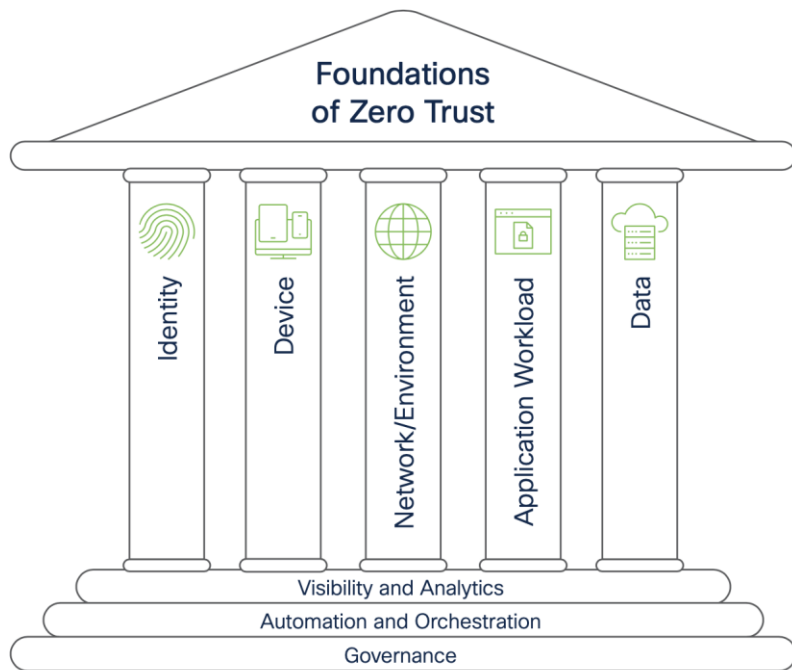 Foundations
of Zero Trust
Identity
Device
Network/Environment
Application Workload
Data
Visibility and Analytics
Automation and Orchestration
Governance